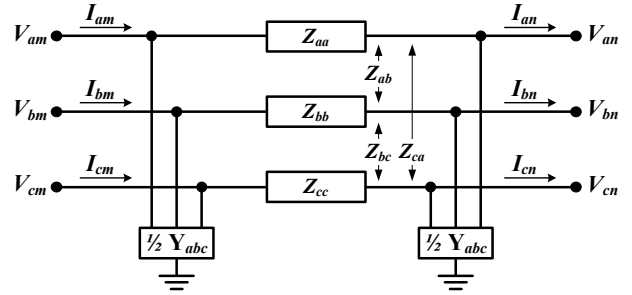 I_am I_an
V_am Z_aa V_an
Z_ab
I_bm I_bn
V_bm Z_bb V_bn
Z_bc Z_ca
I_cm I_cn
V_cm Z_cc V_cn
½ Y_abc ½ Y_abc